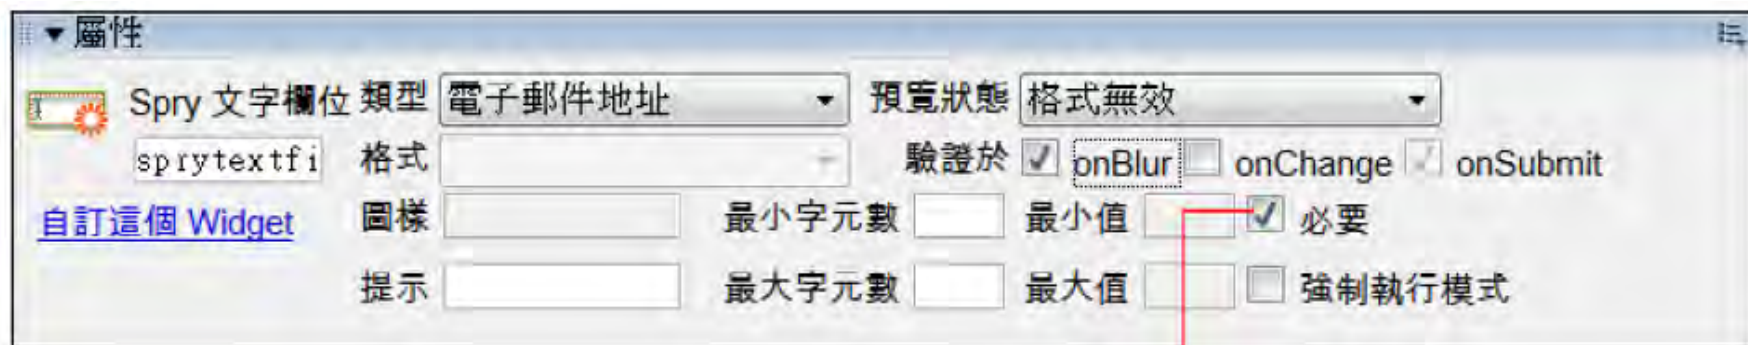 屬性
Spry 文字欄位 類型 電子郵件地址 預覽狀態 格式無效
sprytextfi 格式 驗證於 onBlur onChange onSubmit
自訂這個 Widget 圖樣 最小字元數 最小值 必要
提示 最大字元數 最大值 強制執行模式